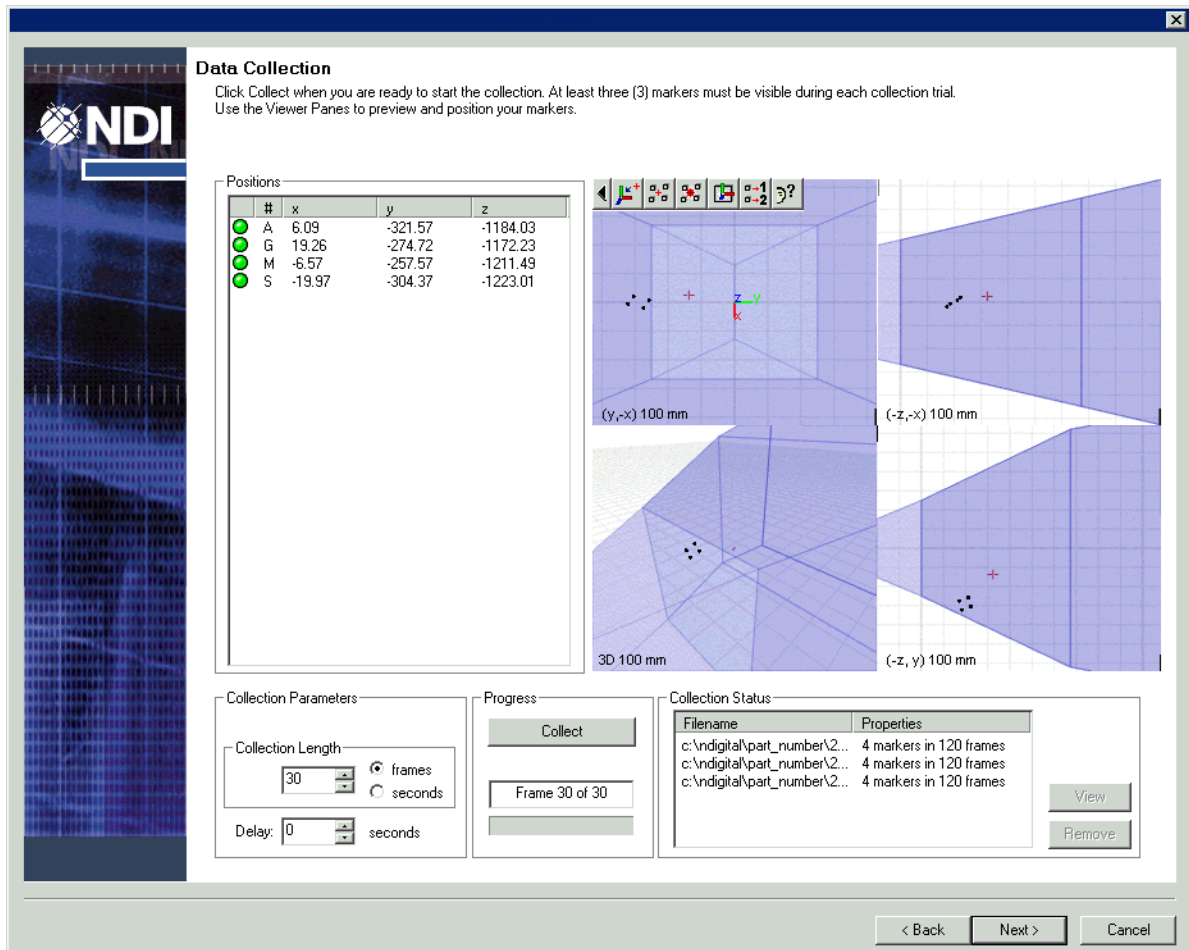 Data Collection
Click Collect when you are ready to start the collection. At least three (3) markers must be visible during each collection trial.
Use the Viewer Panes to preview and position your markers.
NDI
Positions
# x y z
A 6.09 -321.57 -1184.03
G 19.26 -274.72 -1172.23
M -6.57 -257.57 -1211.49
S -19.97 -304.37 -1223.01
1
2
?
z y
x
(y,-x) 100 mm
(-z,-x) 100 mm
3D 100 mm
(-z, y) 100 mm
Collection Parameters
Collection Length
30
frames
seconds
Delay: 0 seconds
Progress
Collect
Frame 30 of 30
Collection Status
Filename Properties
c:\ndigital\part_number\2... 4 markers in 120 frames
c:\ndigital\part_number\2... 4 markers in 120 frames
c:\ndigital\part_number\2... 4 markers in 120 frames
View
Remove
< Back Next > Cancel